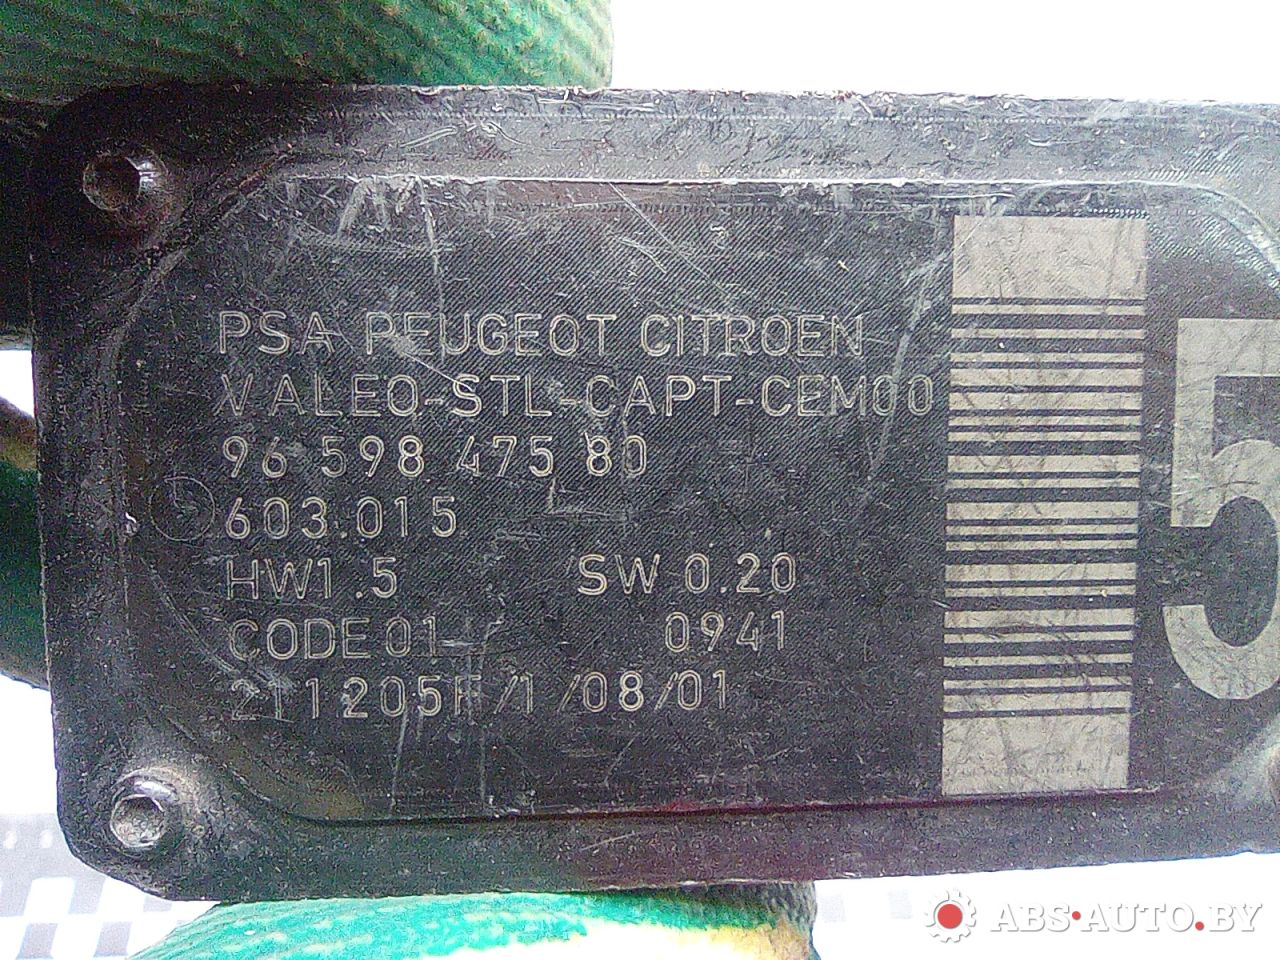 PSA PEUGEOT CITROEN
VALEO-STL-CAPT-CEM00
96 598 475 80
603.015
HW1.5 SW 0.20
CODE 01 0941
211205F/1/08/01
5
ABS-AUTO.BY